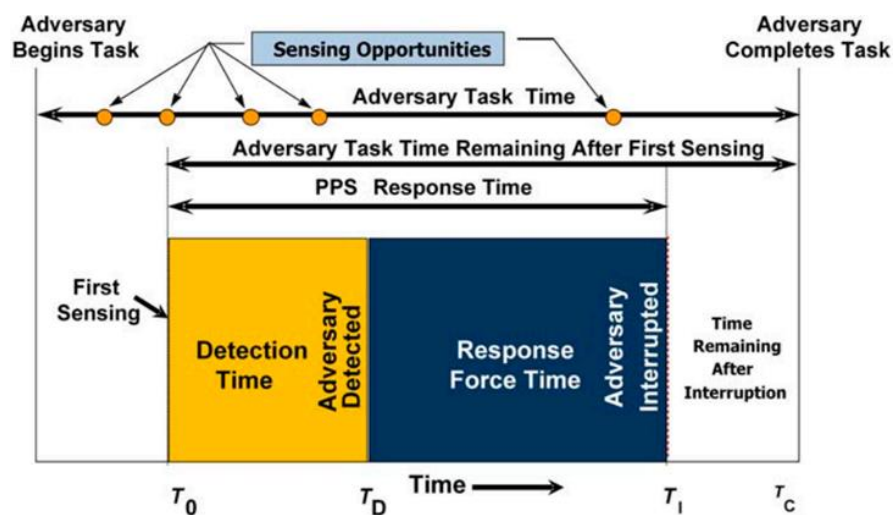 Adversary
Begins Task
Sensing Opportunities
Adversary
Completes Task
Adversary Task Time
Adversary Task Time Remaining After First Sensing
PPS Response Time
First
Sensing
Detection
Time
Adversary
Detected
Response
Force Time
Adversary
Interrupted
Time
Remaining
After
Interruption
T0
TD
Time
TI
TC